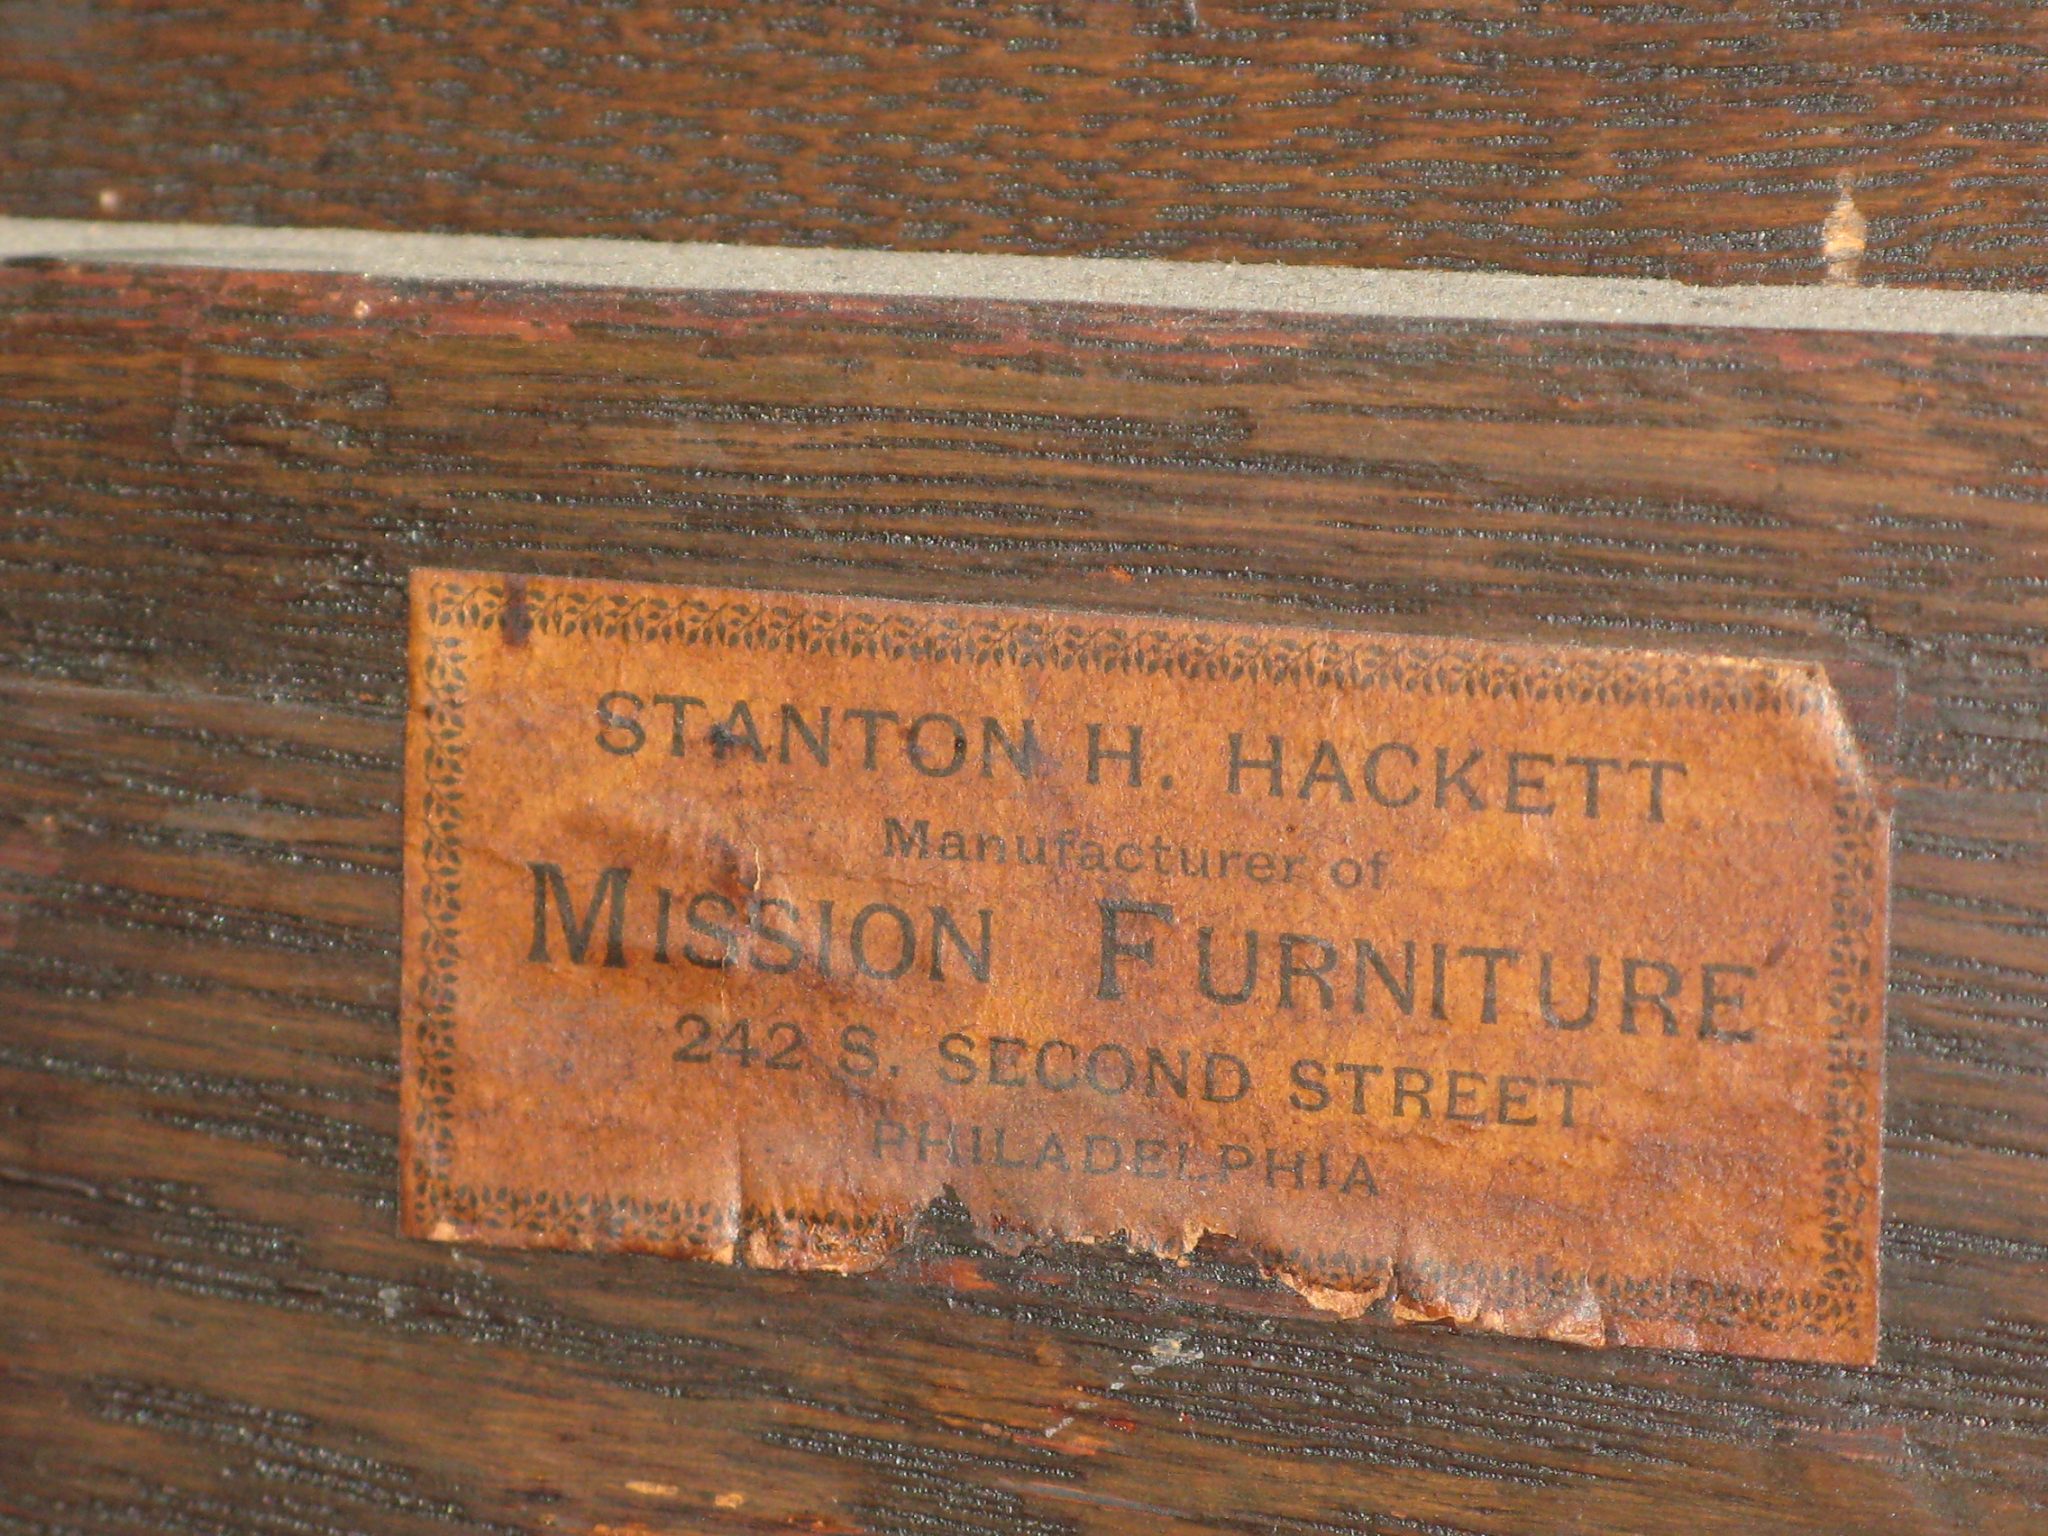 STANTON H. HACKETT
Manufacturer of
MISSION FURNITURE
242 S. SECOND STREET
PHILADELPHIA